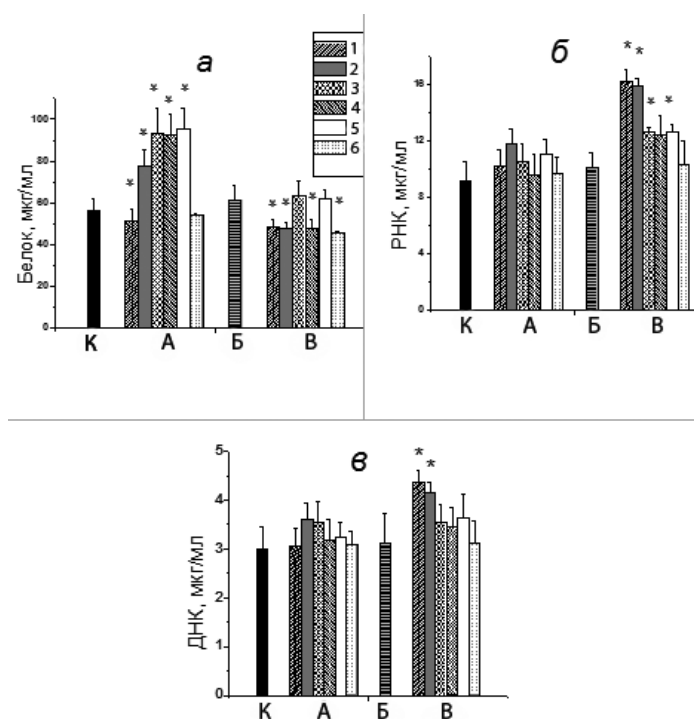 а
1
2
3
4
5
6
* * * * *
* * * *
Белок, мкг/мл
100
80
60
40
20
0
К А Б В
б
* *
* *
РНК, мкг/мл
18
12
8
4
0
К А Б В
в
*
*
ДНК, мкг/мл
5
4
3
2
1
0
К А Б В